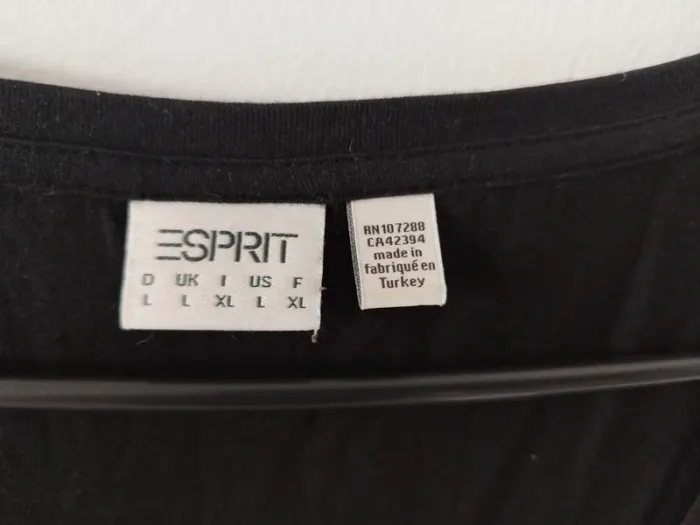 ESPRIT
D UK I US F
L L XL L XL
RN107288
CA42394
made in
fabriqué en
Turkey